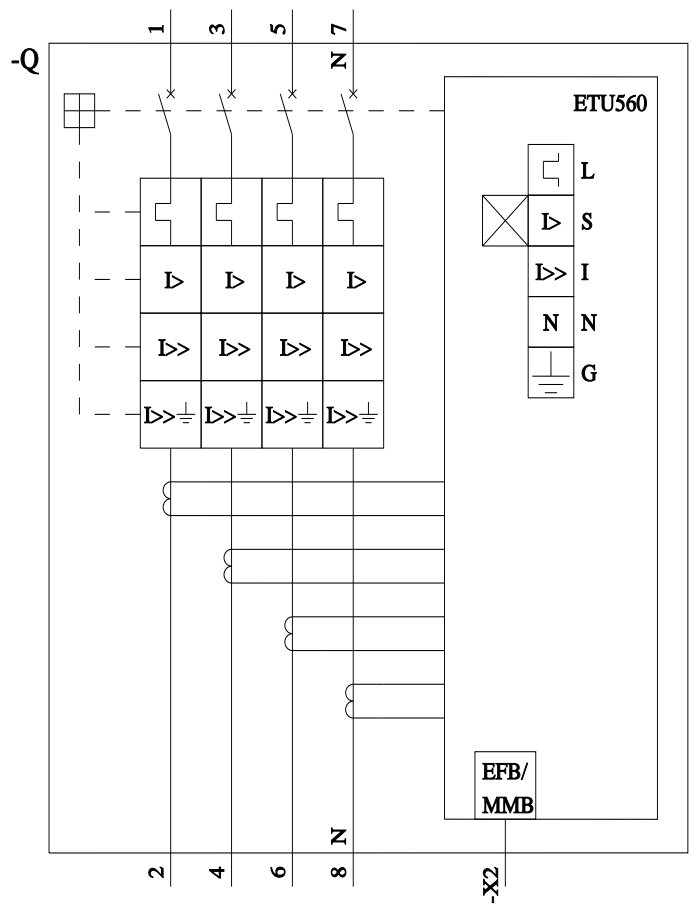 1 3 5 7
N
-Q
ETU560
L
I> S
I> I> I> I> I>> I
I>> I>> I>> I>> N N
G
I>> I>> I>> I>>
EFB/
MMB
N
2 4 6 8 -X2